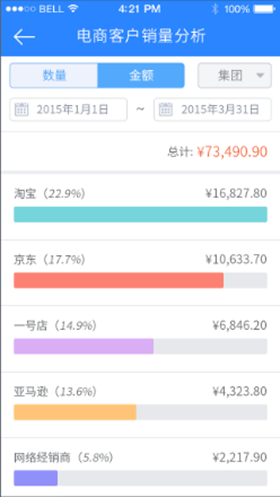 BELL 4:21 PM 100%
电商客户销量分析
数量 金额 集团
2015年1月1日 ~ 2015年3月31日
总计: ¥73,490.90
淘宝（22.9%） ¥16,827.80
京东（17.7%） ¥10,633.70
一号店（14.9%） ¥6,846.20
亚马逊（13.6%） ¥4,323.80
网络经销商（5.8%） ¥2,217.90